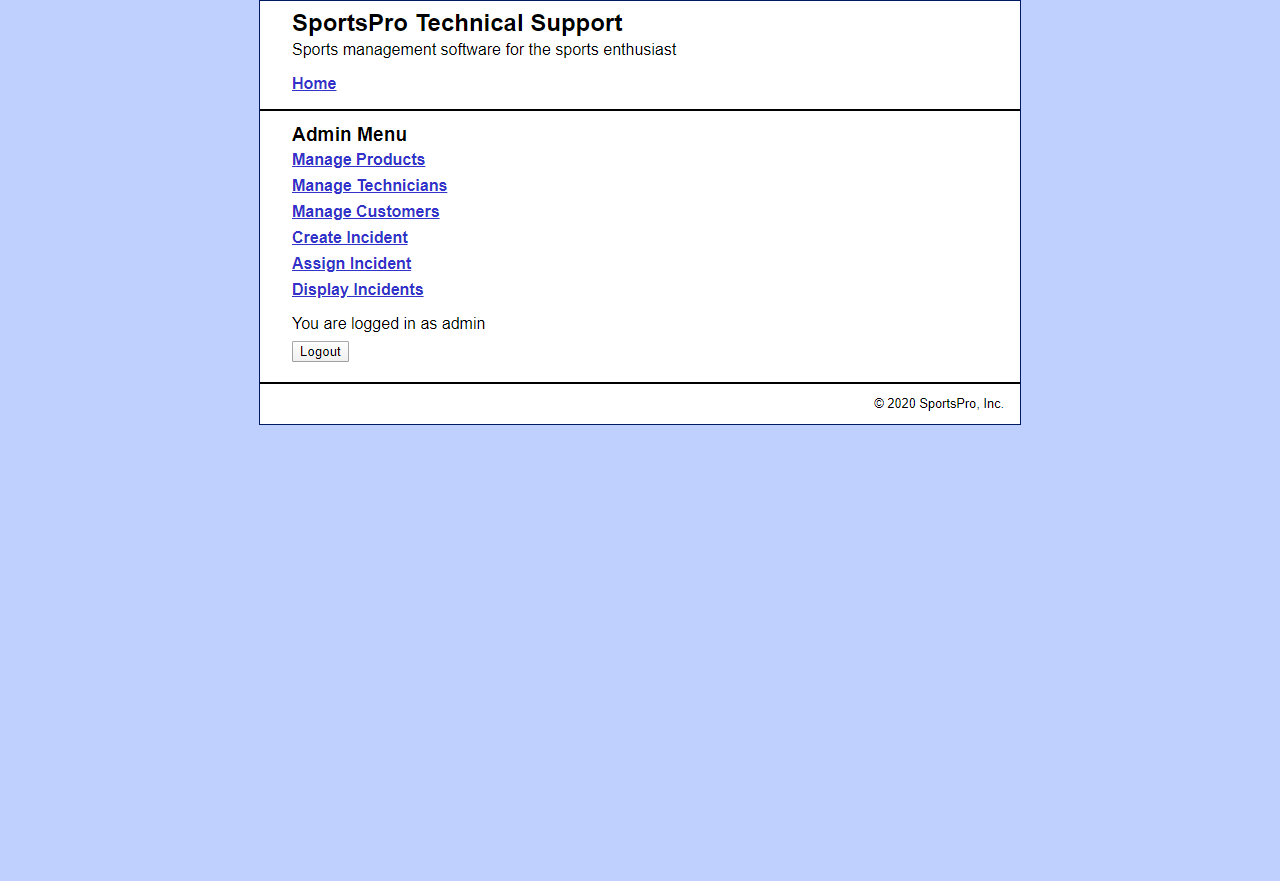 SportsPro Technical Support
Sports management software for the sports enthusiast
Home
Admin Menu
Manage Products
Manage Technicians
Manage Customers
Create Incident
Assign Incident
Display Incidents
You are logged in as admin
Logout
© 2020 SportsPro, Inc.